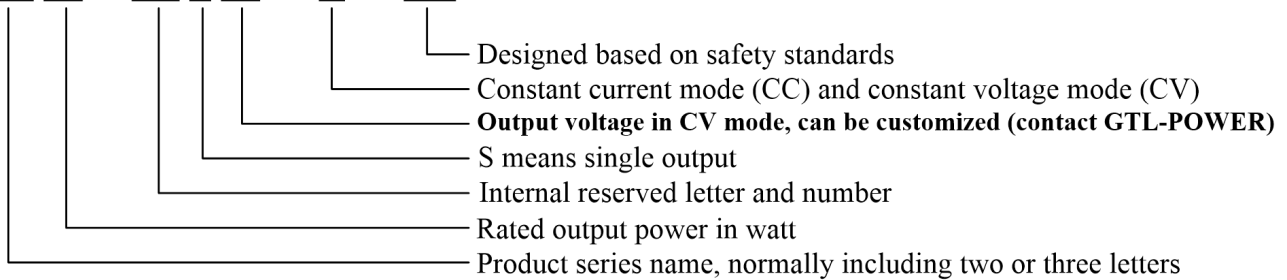 Designed based on safety standards
Constant current mode (CC) and constant voltage mode (CV)
Output voltage in CV mode, can be customized (contact GTL-POWER)
S means single output
Internal reserved letter and number
Rated output power in watt
Product series name, normally including two or three letters